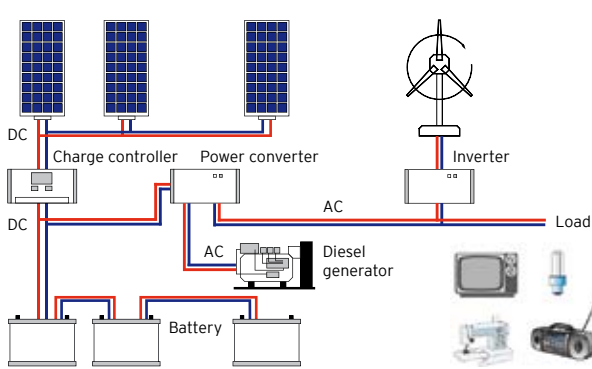 DC
Charge controller
Power converter
Inverter
DC
AC
Load
AC
Diesel
generator
Battery